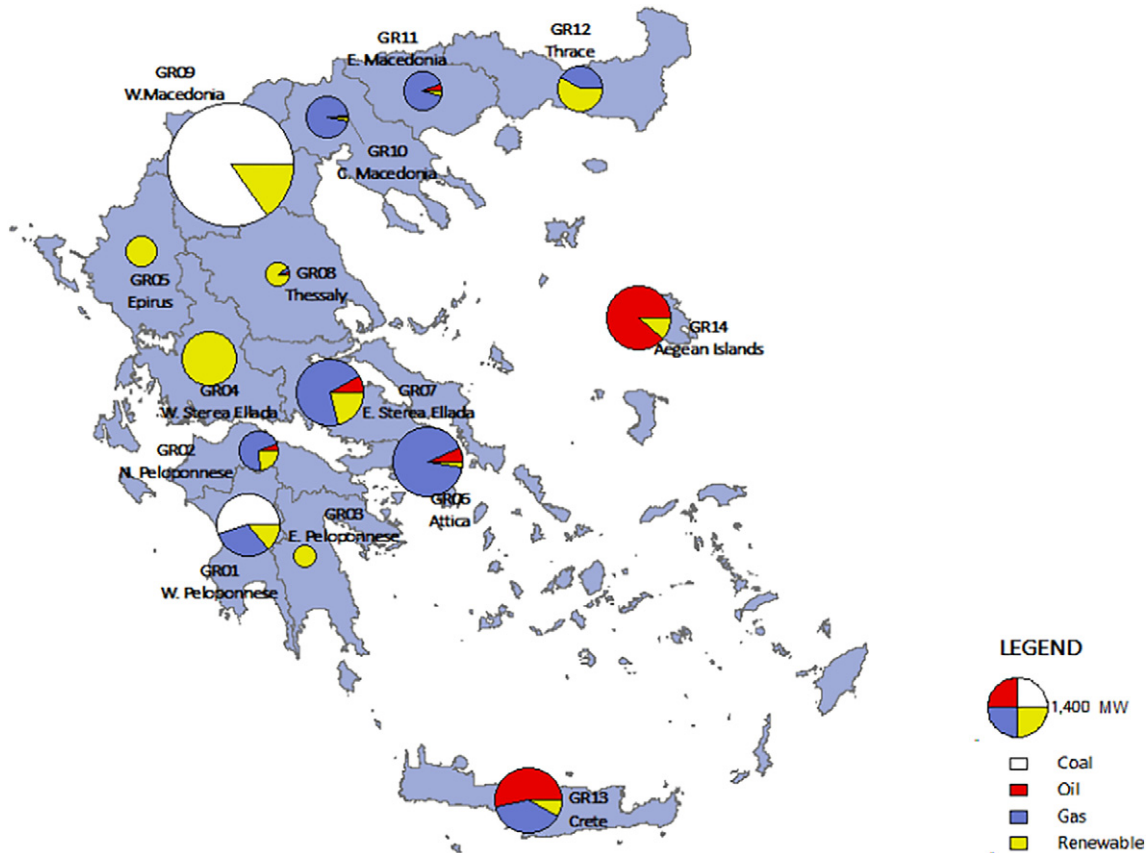 GR11
E. Macedonia
GR12
Thrace
GR09
W.Macedonia
GR10
C. Macedonia
GR05
Epirus
GR08
Thessaly
GR14
Aegean Islands
GR04
W. Sterea Ellada
GR07
E. Sterea Ellada
GR02
N. Peloponnese
GR06
Attica
GR03
E. Peloponnese
GR01
W. Peloponnese
GR13
Crete
LEGEND
1,400 MW
Coal
Oil
Gas
Renewable